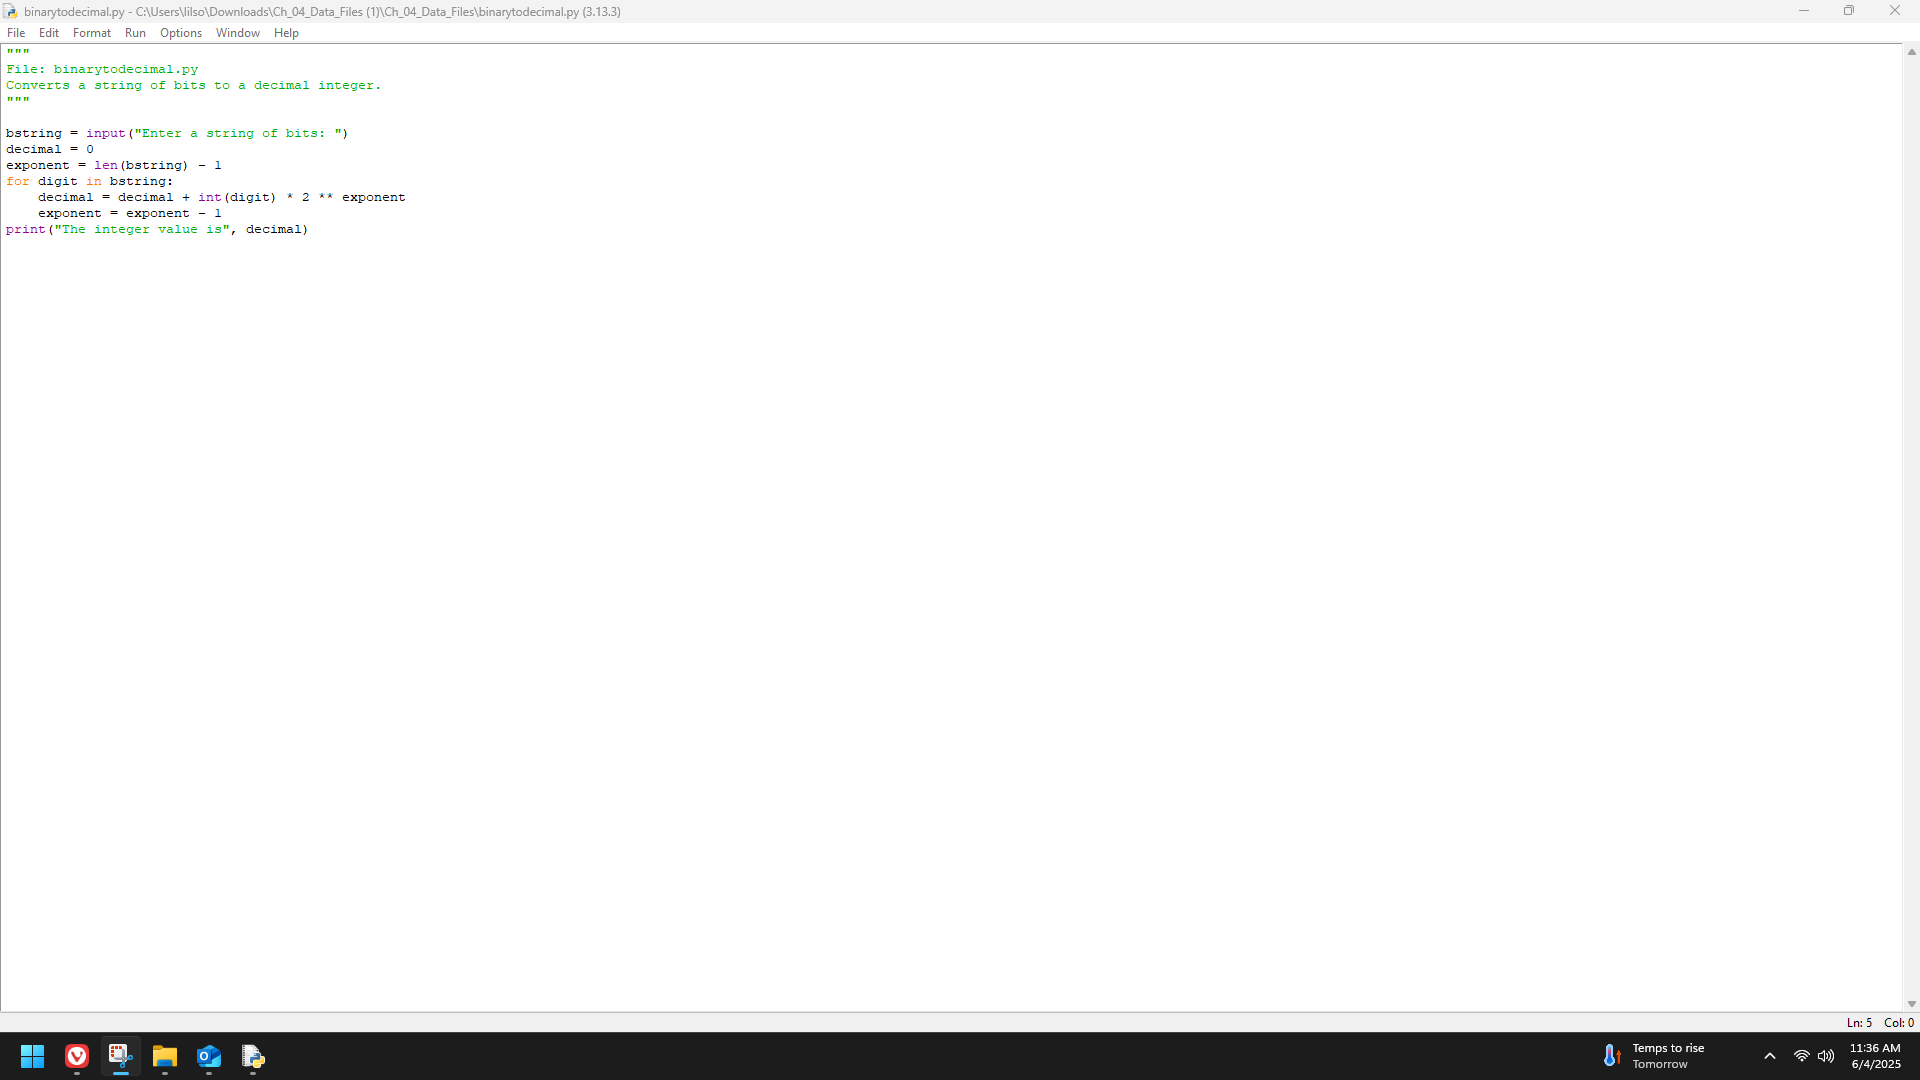 binarytodecimal.py - C:\Users\lilso\Downloads\Ch_04_Data_Files (1)\Ch_04_Data_Files\binarytodecimal.py (3.13.3)
File Edit Format Run Options Window Help
"""
File: binarytodecimal.py
Converts a string of bits to a decimal integer.
"""
bstring = input("Enter a string of bits: ")
decimal = 0
exponent = len(bstring) - 1
for digit in bstring:
    decimal = decimal + int(digit) * 2 ** exponent
    exponent = exponent - 1
print("The integer value is", decimal)
Ln: 5 Col: 0
Temps to rise
Tomorrow
11:36 AM
6/4/2025